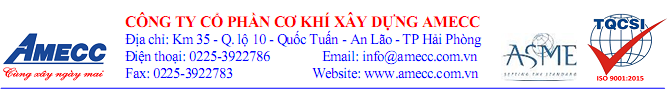 AMECC
Cùng xây ngày mai
CÔNG TY CỔ PHẦN CƠ KHÍ XÂY DỰNG AMECC
Địa chỉ: Km 35 - Q. lộ 10 - Quốc Tuấn - An Lão - TP Hải Phòng
Điện thoại: 0225-3922786 Email: info@amecc.com.vn
Fax: 0225-3922783 Website: www.amecc.com.vn
ASME
SETTING THE STANDARD
TQCSI
ISO 9001:2015